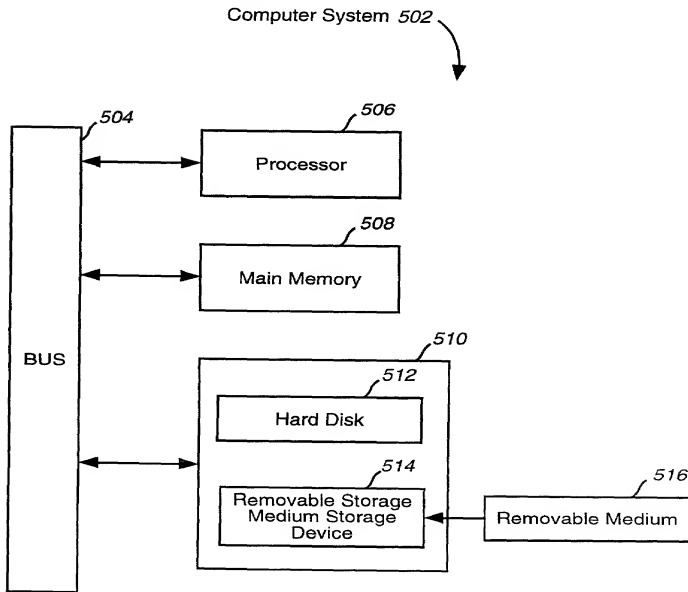 Computer System 502
504
506
Processor
508
Main Memory
BUS
510
512
Hard Disk
514
Removable Storage
Medium Storage
Device
516
Removable Medium